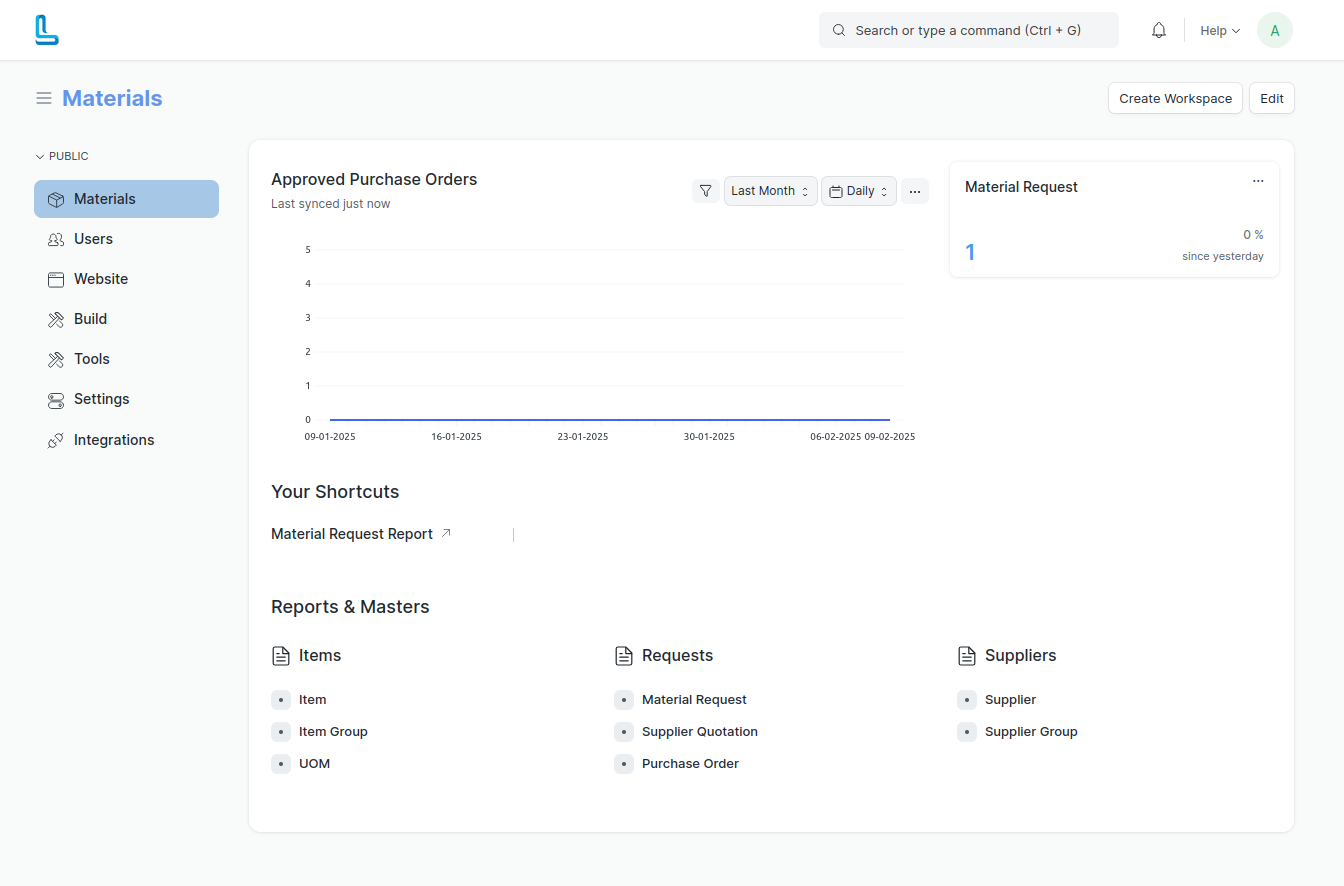 Search or type a command (Ctrl + G)
Help
A
Materials
Create Workspace
Edit
PUBLIC
Materials
Users
Website
Build
Tools
Settings
Integrations
Approved Purchase Orders
Last synced just now
Last Month
Daily
5
4
3
2
1
0
09-01-2025 16-01-2025 23-01-2025 30-01-2025 06-02-2025 09-02-2025
Material Request
0 %
1
since yesterday
Your Shortcuts
Material Request Report
Reports & Masters
Items
Item
Item Group
UOM
Requests
Material Request
Supplier Quotation
Purchase Order
Suppliers
Supplier
Supplier Group